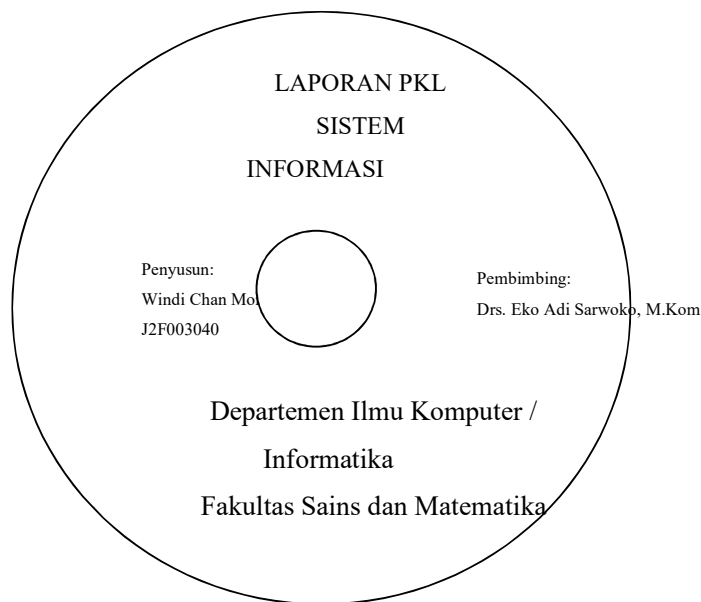 LAPORAN PKL
SISTEM
INFORMASI
Penyusun:
Windi Chan
J2F003040
Pembimbing:
Drs. Eko Adi Sarwoko, M.Kom
Departemen Ilmu Komputer /
Informatika
Fakultas Sains dan Matematika